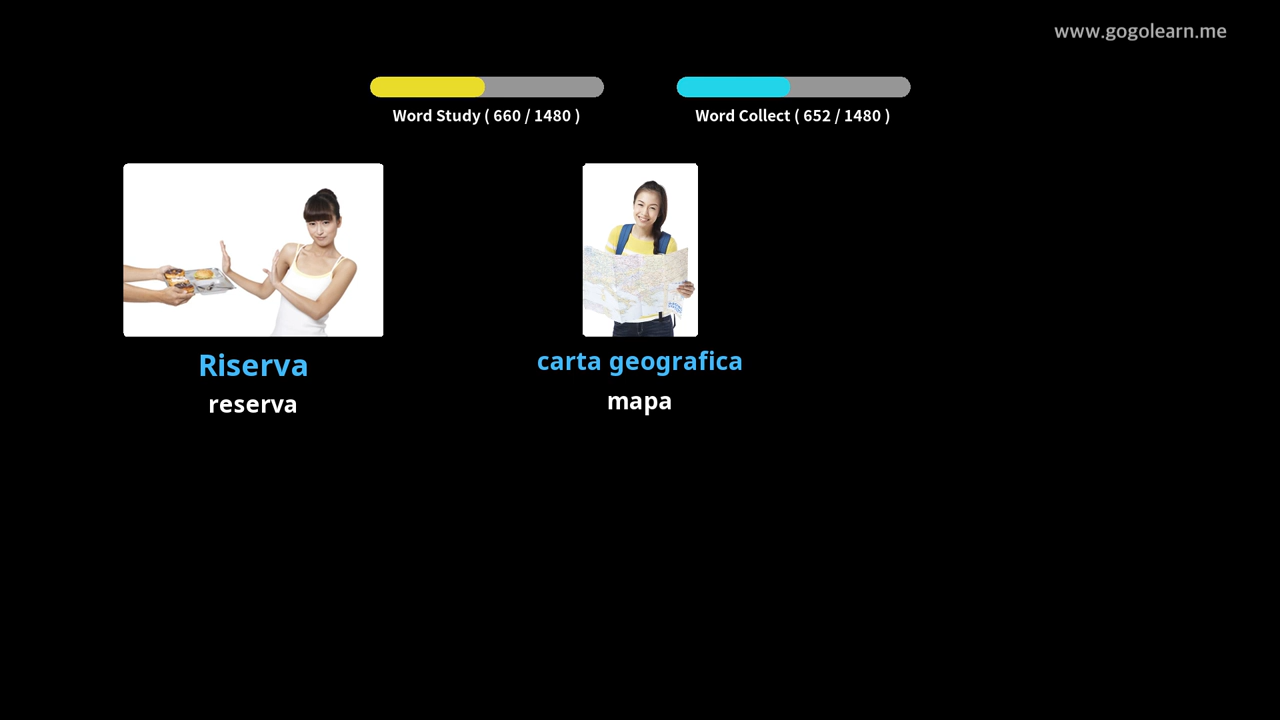 www.gogolearn.me
Word Study ( 660 / 1480 )
Word Collect ( 652 / 1480 )
Riserva
reserva
carta geografica
mapa